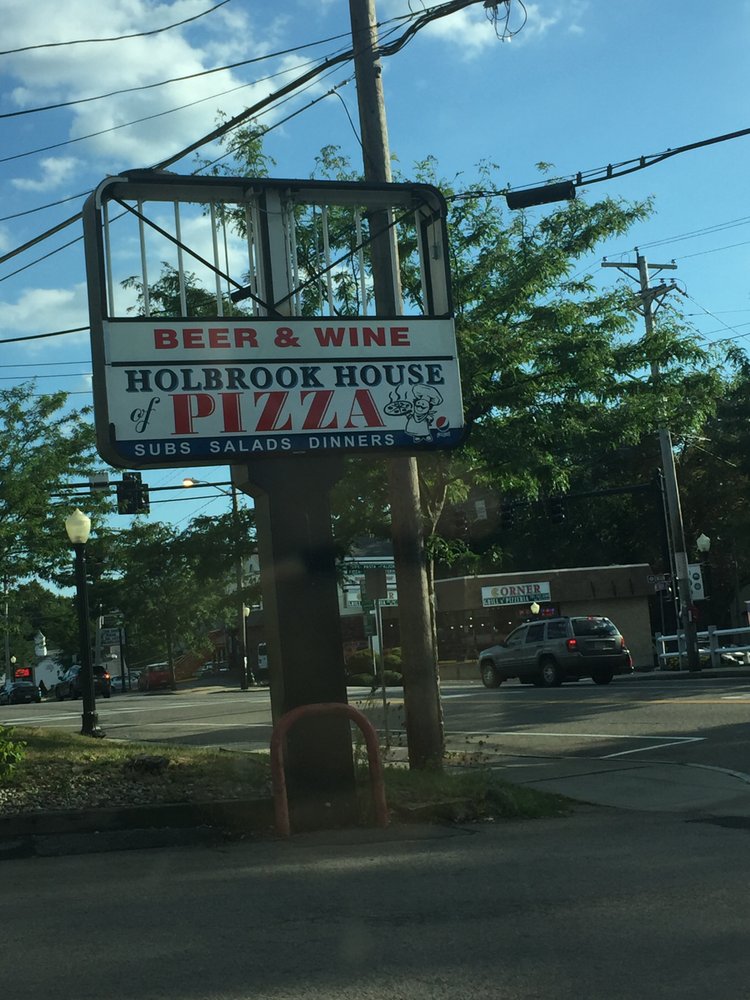 BEER & WINE
HOLBROOK HOUSE
of PIZZA
SUBS SALADS DINNERS
CORNER